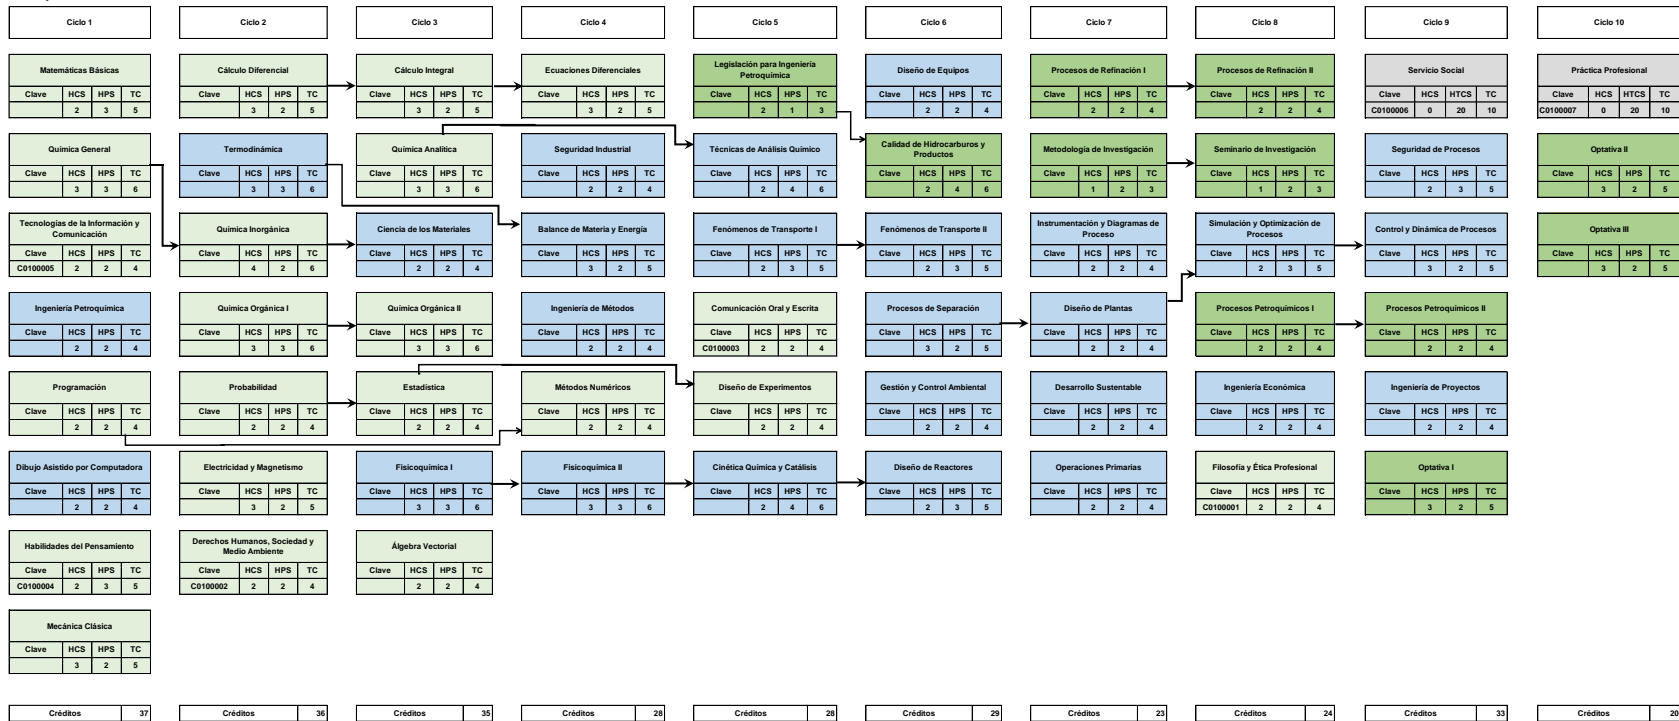 Ciclo 1
Ciclo 2
Ciclo 3
Ciclo 4
Ciclo 5
Ciclo 6
Ciclo 7
Ciclo 8
Ciclo 9
Ciclo 10
Matemáticas Básicas
Clave HCS HPS TC
2 3 5
Cálculo Diferencial
Clave HCS HPS TC
3 2 5
Cálculo Integral
Clave HCS HPS TC
3 2 5
Ecuaciones Diferenciales
Clave HCS HPS TC
3 2 5
Legislación para Ingeniería
Petroquímica
Clave HCS HPS TC
2 1 3
Diseño de Equipos
Clave HCS HPS TC
2 2 4
Procesos de Refinación I
Clave HCS HPS TC
2 2 4
Procesos de Refinación II
Clave HCS HPS TC
2 2 4
Servicio Social
Clave HCS HTCS TC
C0100006 0 20 10
Práctica Profesional
Clave HCS HTCS TC
C0100007 0 20 10
Química General
Clave HCS HPS TC
3 3 6
Termodinámica
Clave HCS HPS TC
3 3 6
Química Analítica
Clave HCS HPS TC
3 3 6
Seguridad Industrial
Clave HCS HPS TC
2 2 4
Técnicas de Análisis Químico
Clave HCS HPS TC
2 4 6
Calidad de Hidrocarburos y
Productos
Clave HCS HPS TC
2 4 6
Metodología de Investigación
Clave HCS HPS TC
1 2 3
Seminario de Investigación
Clave HCS HPS TC
1 2 3
Seguridad de Procesos
Clave HCS HPS TC
2 3 5
Optativa II
Clave HCS HPS TC
3 2 5
Tecnologías de la Información y
Comunicación
Clave HCS HPS TC
C0100005 2 2 4
Química Inorgánica
Clave HCS HPS TC
4 2 6
Ciencia de los Materiales
Clave HCS HPS TC
2 2 4
Balance de Materia y Energía
Clave HCS HPS TC
3 2 5
Fenómenos de Transporte I
Clave HCS HPS TC
2 3 5
Fenómenos de Transporte II
Clave HCS HPS TC
2 3 5
Instrumentación y Diagramas de
Proceso
Clave HCS HPS TC
2 2 4
Simulación y Optimización de
Procesos
Clave HCS HPS TC
2 3 5
Control y Dinámica de Procesos
Clave HCS HPS TC
3 2 5
Optativa III
Clave HCS HPS TC
3 2 5
Ingeniería Petroquímica
Clave HCS HPS TC
2 2 4
Química Orgánica I
Clave HCS HPS TC
3 3 6
Química Orgánica II
Clave HCS HPS TC
3 3 6
Ingeniería de Métodos
Clave HCS HPS TC
2 2 4
Comunicación Oral y Escrita
Clave HCS HPS TC
C0100003 2 2 4
Procesos de Separación
Clave HCS HPS TC
3 2 5
Diseño de Plantas
Clave HCS HPS TC
2 2 4
Procesos Petroquímicos I
Clave HCS HPS TC
2 2 4
Procesos Petroquímicos II
Clave HCS HPS TC
2 2 4
Programación
Clave HCS HPS TC
2 2 4
Probabilidad
Clave HCS HPS TC
2 2 4
Estadística
Clave HCS HPS TC
2 2 4
Métodos Numéricos
Clave HCS HPS TC
2 2 4
Diseño de Experimentos
Clave HCS HPS TC
2 2 4
Gestión y Control Ambiental
Clave HCS HPS TC
2 2 4
Desarrollo Sustentable
Clave HCS HPS TC
2 2 4
Ingeniería Económica
Clave HCS HPS TC
2 2 4
Ingeniería de Proyectos
Clave HCS HPS TC
2 2 4
Dibujo Asistido por Computadora
Clave HCS HPS TC
2 2 4
Electricidad y Magnetismo
Clave HCS HPS TC
3 2 5
Fisicoquímica I
Clave HCS HPS TC
3 3 6
Fisicoquímica II
Clave HCS HPS TC
3 3 6
Cinética Química y Catálisis
Clave HCS HPS TC
2 4 6
Diseño de Reactores
Clave HCS HPS TC
2 3 5
Operaciones Primarias
Clave HCS HPS TC
2 2 4
Filosofía y Ética Profesional
Clave HCS HPS TC
C0100001 2 2 4
Optativa I
Clave HCS HPS TC
3 2 5
Habilidades del Pensamiento
Clave HCS HPS TC
C0100004 2 3 5
Derechos Humanos, Sociedad y
Medio Ambiente
Clave HCS HPS TC
C0100002 2 2 4
Álgebra Vectorial
Clave HCS HPS TC
2 2 4
Mecánica Clásica
Clave HCS HPS TC
3 2 5
Créditos 37
Créditos 36
Créditos 35
Créditos 28
Créditos 28
Créditos 29
Créditos 23
Créditos 24
Créditos 33
Créditos 20